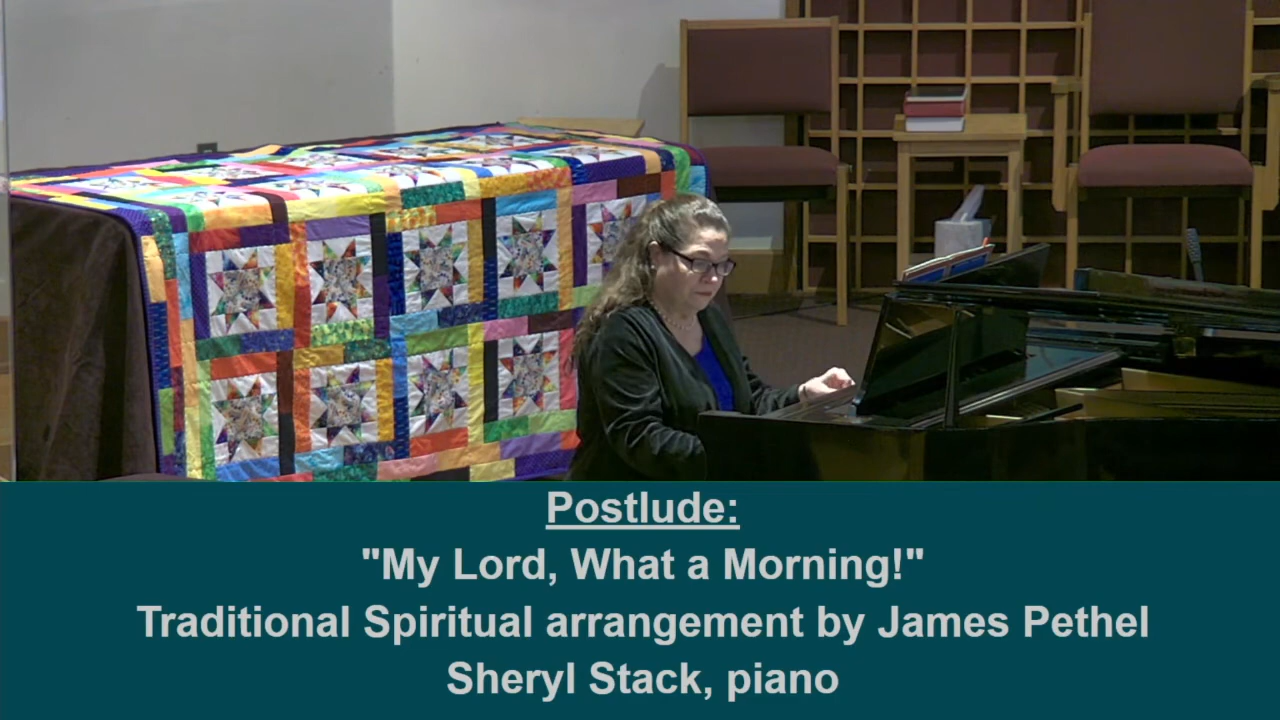 Postlude:
"My Lord, What a Morning!"
Traditional Spiritual arrangement by James Pethel
Sheryl Stack, piano